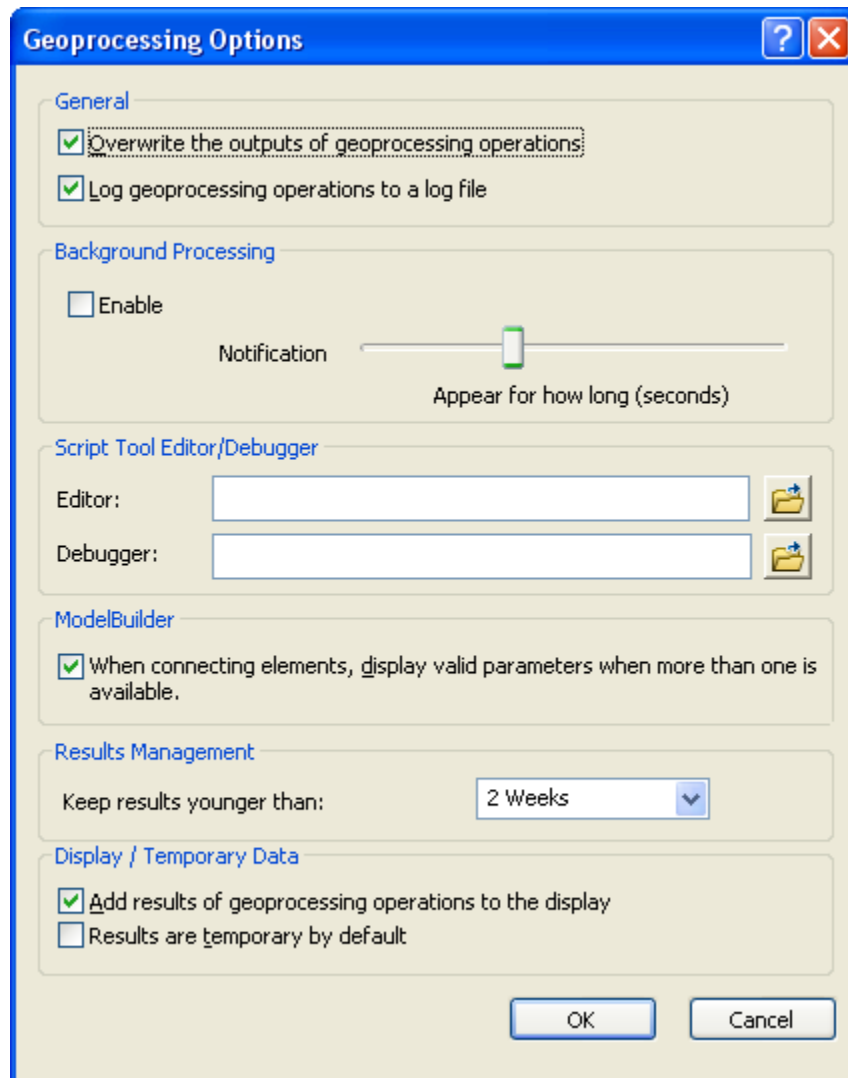 Geoprocessing Options
?
General
Overwrite the outputs of geoprocessing operations
Log geoprocessing operations to a log file
Background Processing
Enable
Notification
Appear for how long (seconds)
Script Tool Editor/Debugger
Editor:
Debugger:
ModelBuilder
When connecting elements, display valid parameters when more than one is
available.
Results Management
Keep results younger than: 2 Weeks
Display / Temporary Data
Add results of geoprocessing operations to the display
Results are temporary by default
OK Cancel